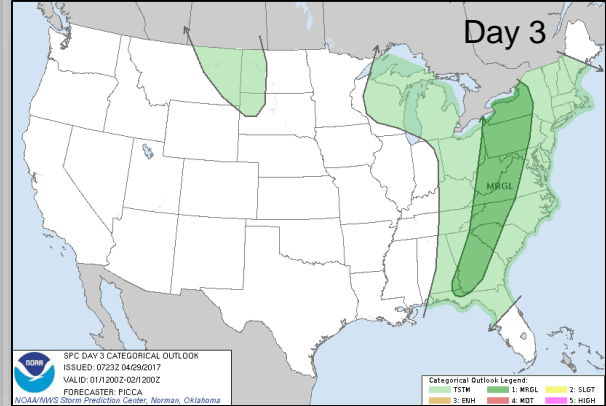 Day 3
MRGL
NOAA
SPC DAY 3 CATEGORICAL OUTLOOK
ISSUED: 0723Z 04/29/2017
VALID: 01/1200Z-02/1200Z
FORECASTER: PICCA
NOAA/NWS Storm Prediction Center, Norman, Oklahoma
Categorical Outlook Legend:
TSTM 1: MRGL 2: SLGT
3: ENH 4: MDT 5: HIGH